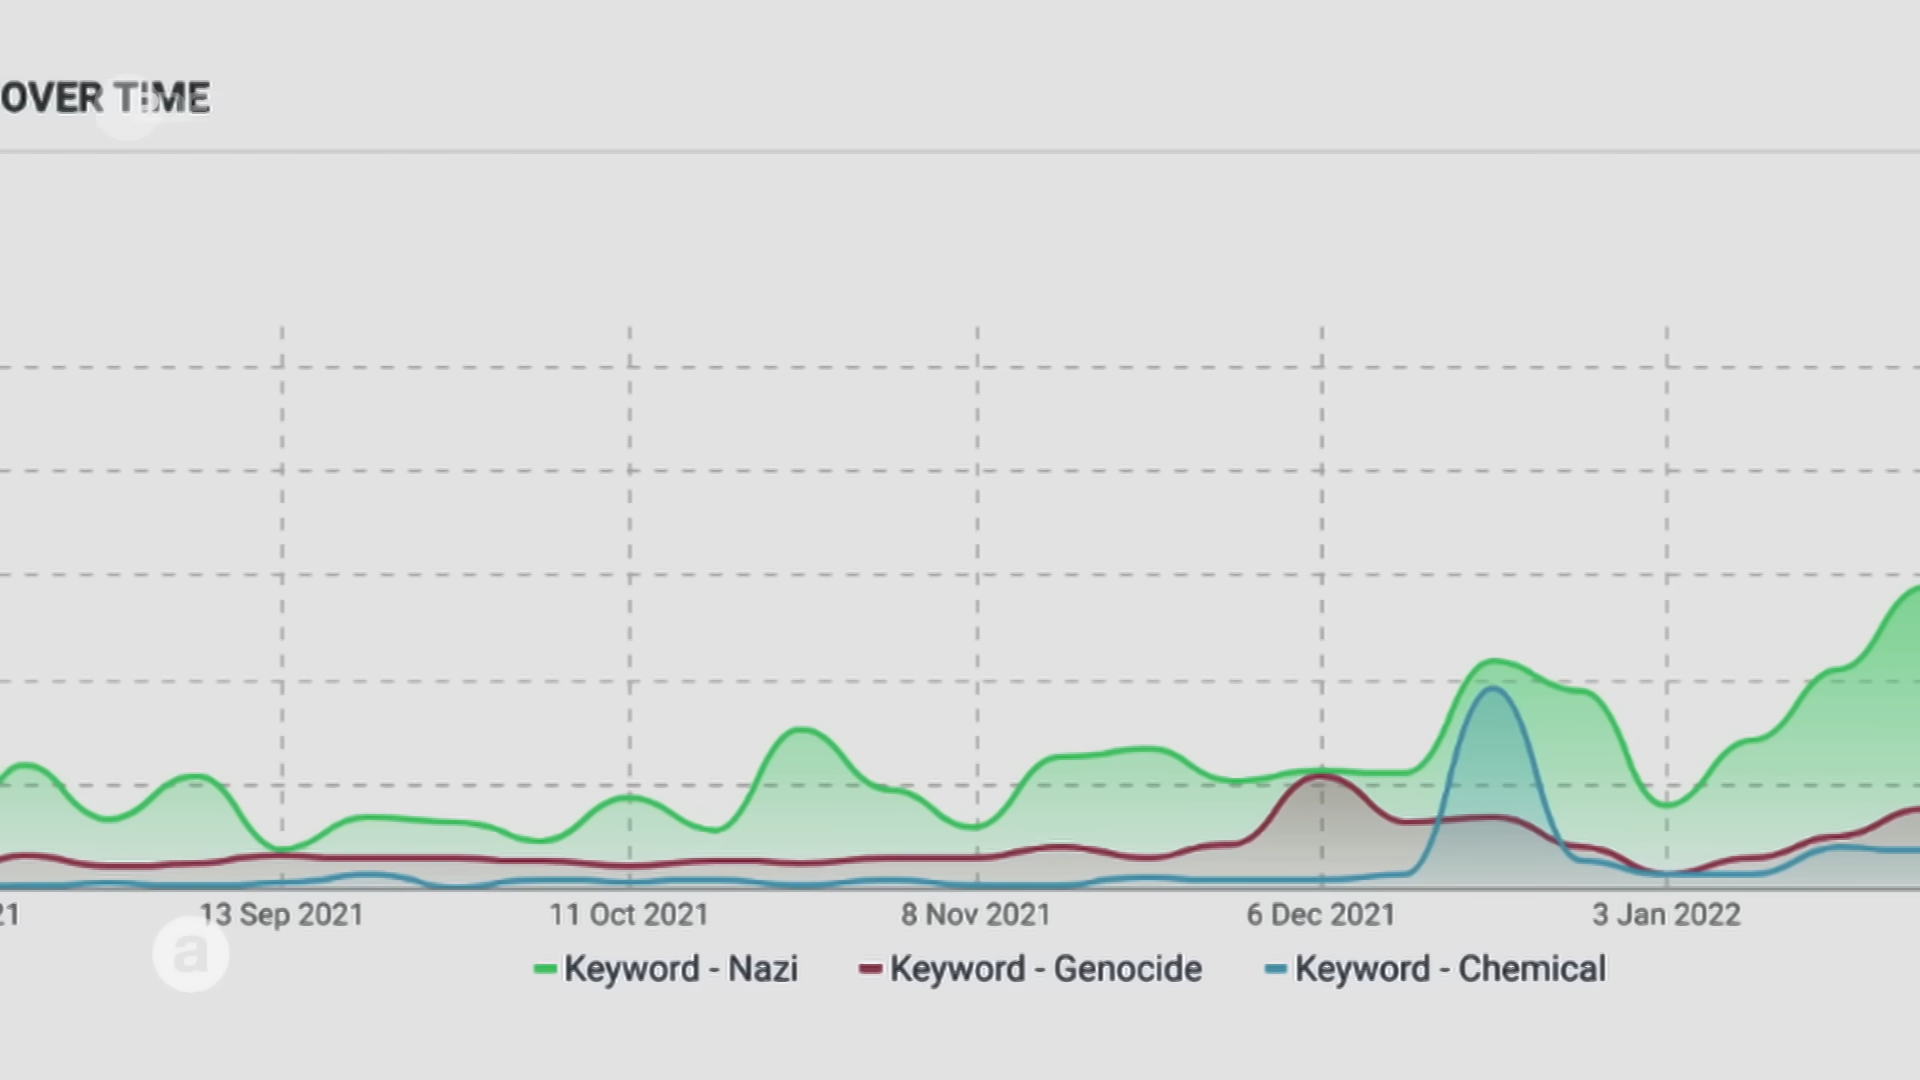 OVER TIME
21 13 Sep 2021 11 Oct 2021 8 Nov 2021 6 Dec 2021 3 Jan 2022
Keyword - Nazi Keyword - Genocide Keyword - Chemical
a